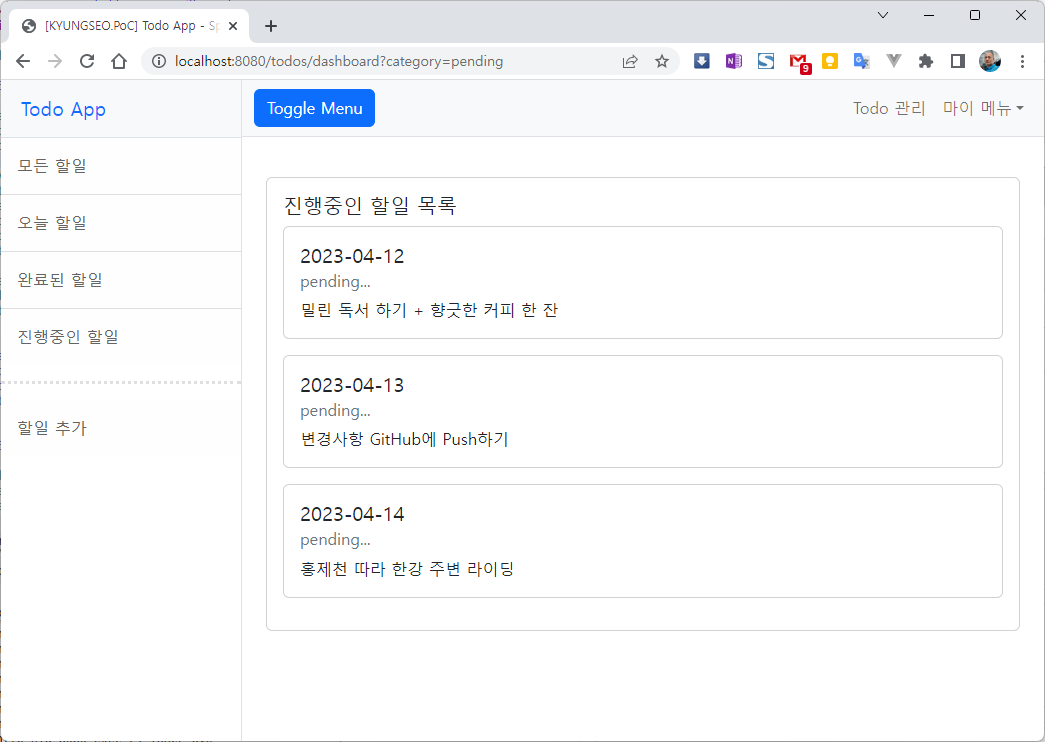 [KYUNGSEO.PoC] Todo App - Sp
localhost:8080/todos/dashboard?category=pending
9
Todo App
Toggle Menu
Todo 관리
마이 메뉴
모든 할일
오늘 할일
완료된 할일
진행중인 할일
할일 추가
진행중인 할일 목록
2023-04-12
pending...
밀린 독서 하기 + 향긋한 커피 한 잔
2023-04-13
pending...
변경사항 GitHub에 Push하기
2023-04-14
pending...
홍제천 따라 한강 주변 라이딩